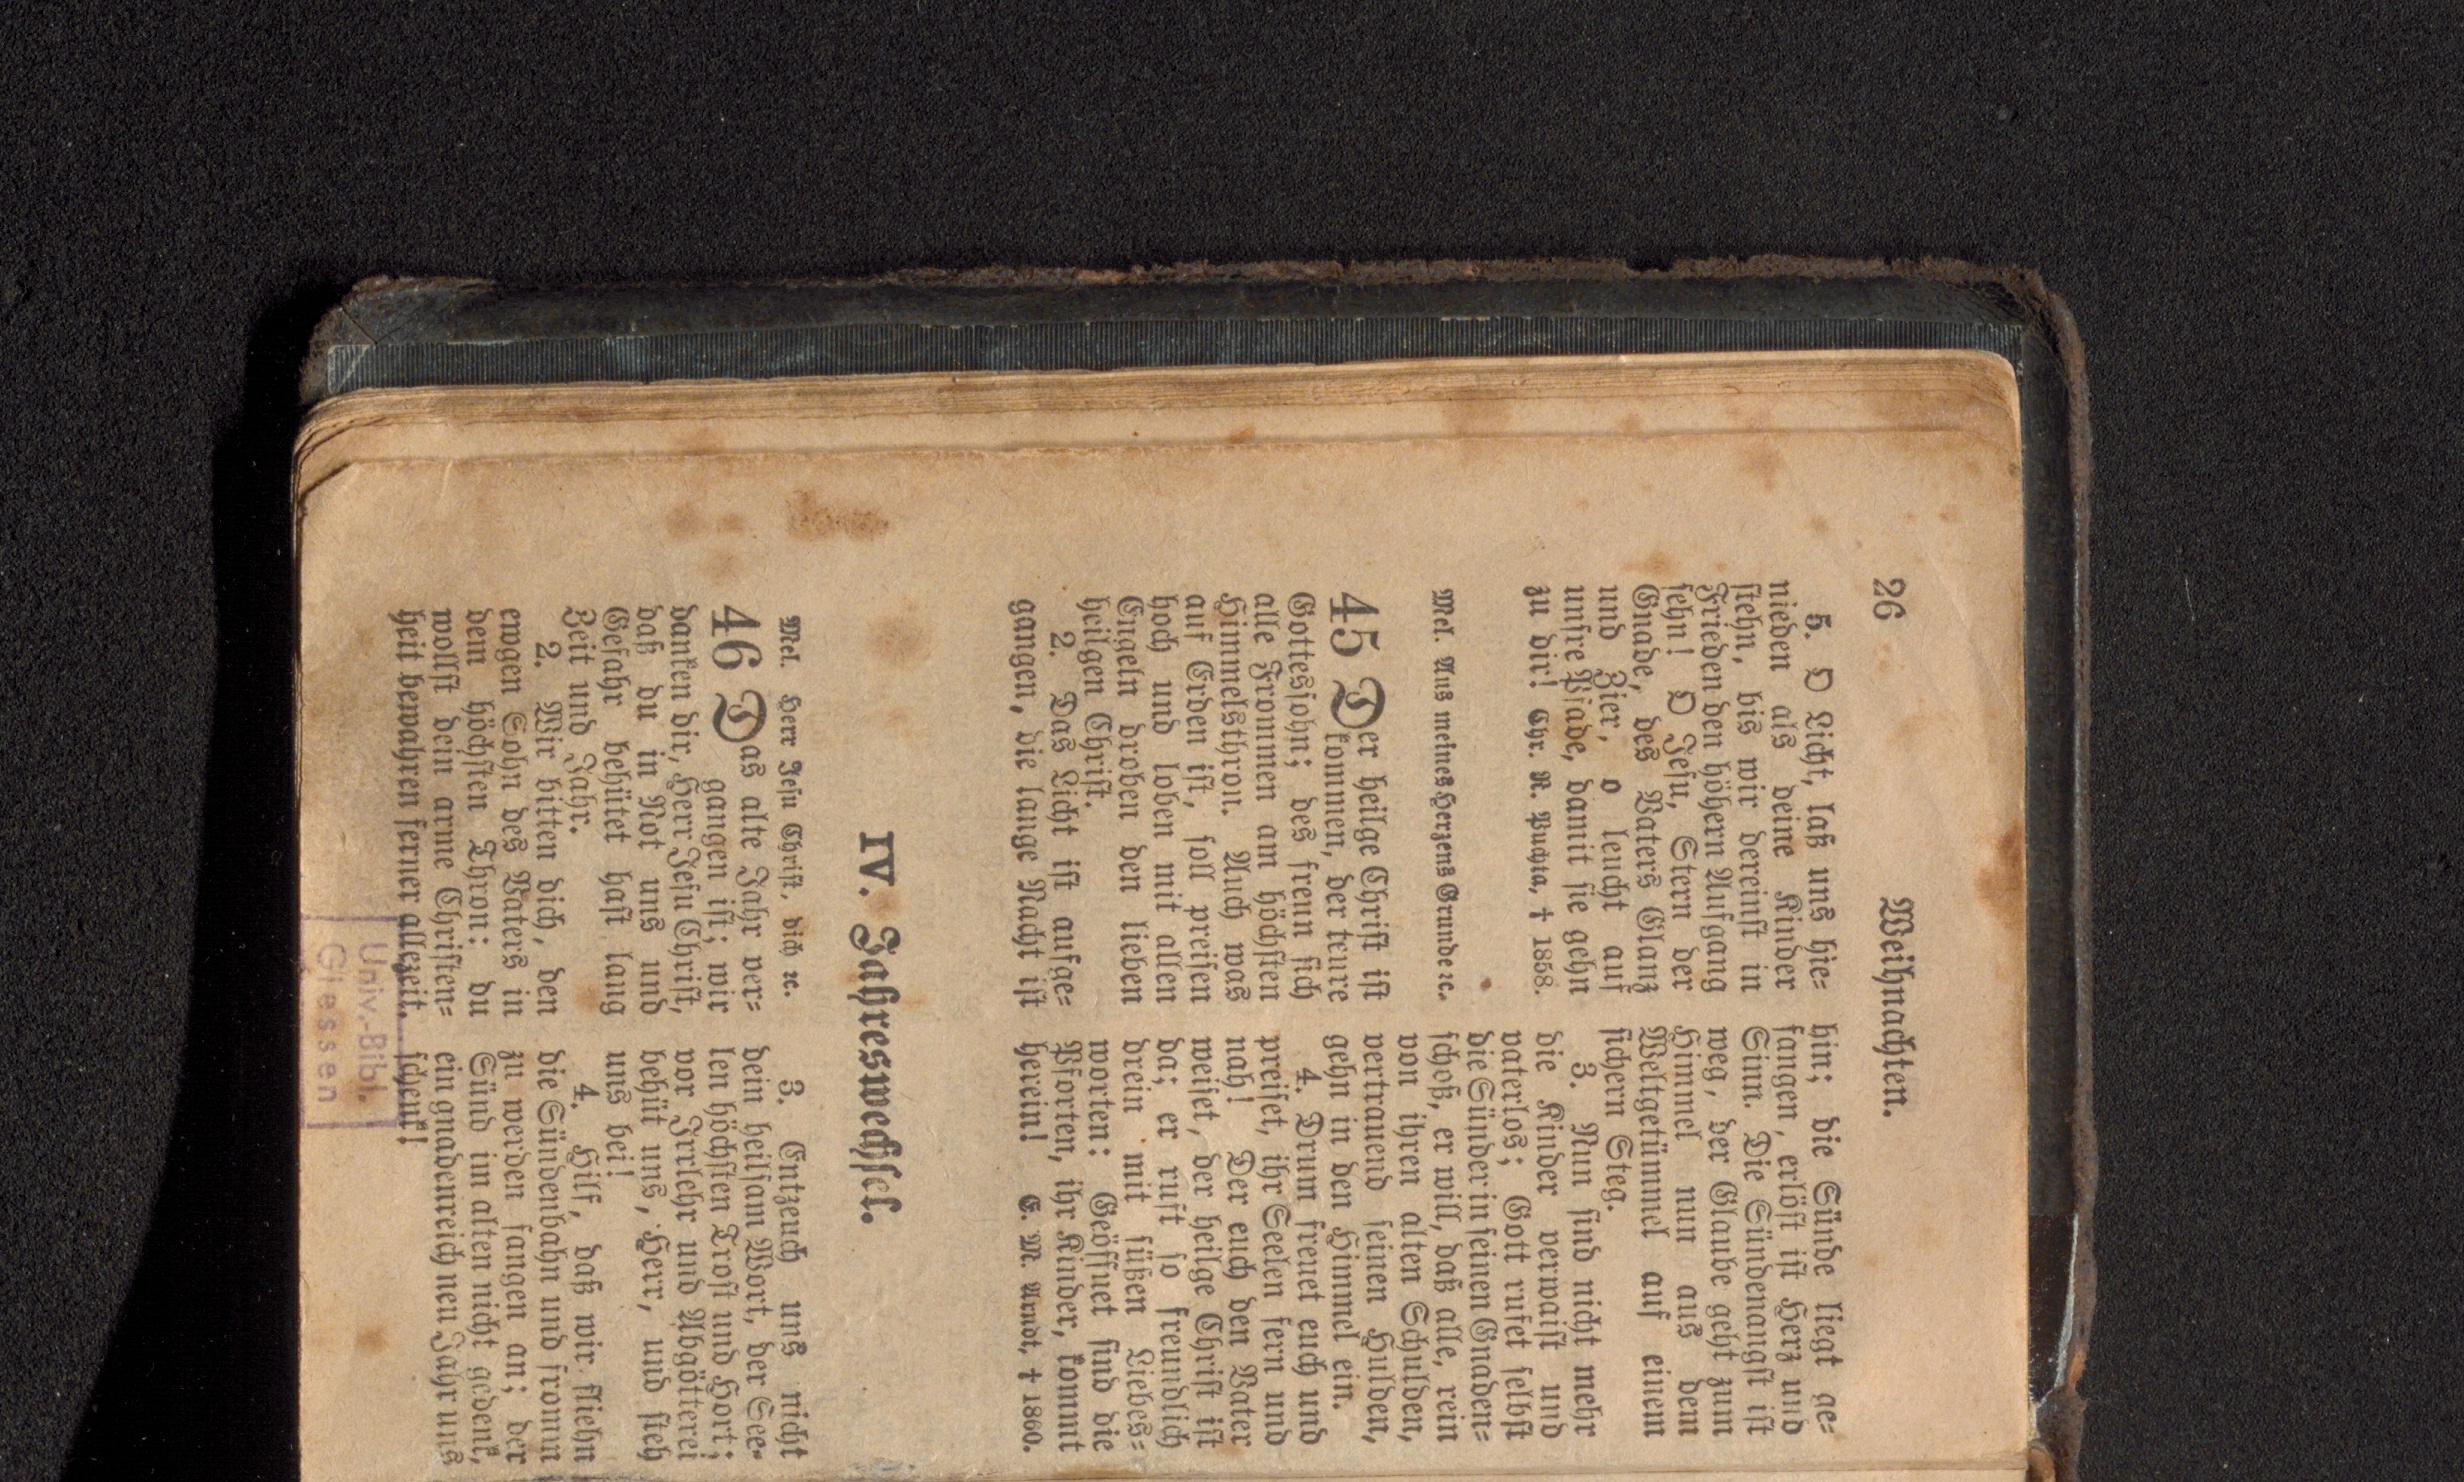 26
Weihnachten.
5. O Licht, laß uns hie-
nieden als deine Kinder
stehn, bis wir dereinst in
Frieden den höhern Aufgang
sehn! O Jesu, Stern der
Gnade, des Vaters Glanz
und Zier, o leucht auf
unsre Pfade, damit sie gehn
zu dir! Chr. R. Puchta, † 1858.
Mel. Aus meines Herzens Grunde ꝛc.
45 Der heilge Christ ist
kommen, der teure
Gottessohn; des freun sich
alle Frommen am höchsten
Himmelsthron. Auch was
auf Erden ist, soll preisen
hoch und loben mit allen
Engeln droben den lieben
heilgen Christ.
2. Das Licht ist aufge-
gangen, die lange Nacht ist
hin; die Sünde liegt ge-
fangen, erlöst ist Herz und
Sinn. Die Sündenangst ist
weg, der Glaube geht zum
Himmel nun aus dem
Weltgetümmel auf einem
sichern Steg.
3. Nun sind nicht mehr
die Kinder verwaist und
vaterlos; Gott rufet selbst
die Sünder in seinen Gnaden-
schoß, er will, daß alle, rein
von ihren alten Schulden,
vertrauend seinen Hulden,
gehn in den Himmel ein.
4. Drum freuet euch und
preiset, ihr Seelen fern und
nah! Der euch den Vater
weiset, der heilge Christ ist
da; er ruft so freundlich
drein mit süßen Liebes-
worten: Geöffnet sind die
Pforten, ihr Kinder, kommt
herein! E. M. Arndt, † 1860.
IV. Jahreswechsel.
Mel. Herr Jesu Christ, dich ꝛc.
46 Das alte Jahr ver-
gangen ist; wir
danken dir, Herr Jesu Christ,
daß du in Not uns und
Gefahr behütet hast lang
Zeit und Jahr.
2. Wir bitten dich, den
ewgen Sohn des Vaters in
dem höchsten Thron: du
wollst dein arme Christen-
heit bewahren ferner allezeit.
3. Entzeuch uns nicht
dein heilsam Wort, der See-
len höchsten Trost und Hort;
vor Irrlehr und Abgötterei
behüt uns, Herr, und steh
uns bei!
4. Hilf, daß wir fliehn
die Sündenbahn und fromm
zu werden fangen an; der
Sünd im alten nicht gedenk,
ein gnadenreich neu Jahr uns
schenk!
Univ.-Bibl.
Giessen